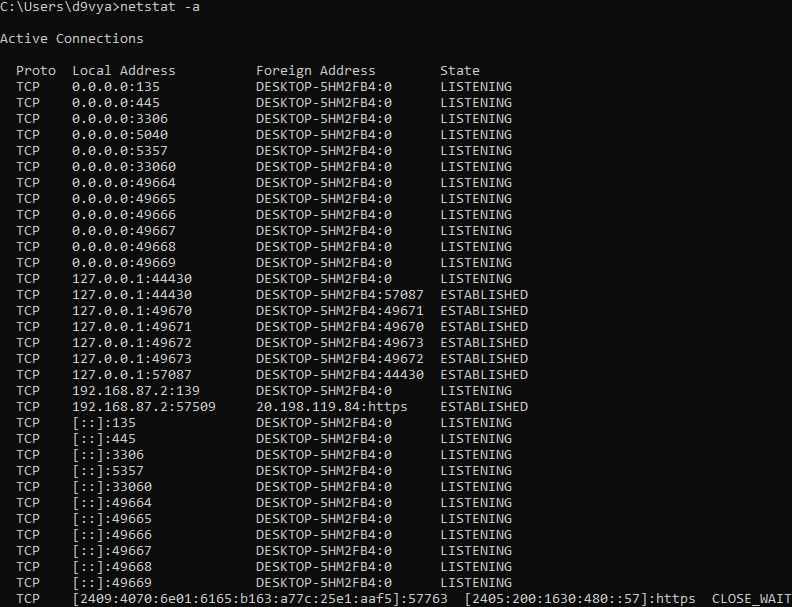 C:\Users\d9vya>netstat -a
Active Connections
Proto  Local Address          Foreign Address        State
TCP    0.0.0.0:135            DESKTOP-5HM2FB4:0      LISTENING
TCP    0.0.0.0:445            DESKTOP-5HM2FB4:0      LISTENING
TCP    0.0.0.0:3306           DESKTOP-5HM2FB4:0      LISTENING
TCP    0.0.0.0:5040           DESKTOP-5HM2FB4:0      LISTENING
TCP    0.0.0.0:5357           DESKTOP-5HM2FB4:0      LISTENING
TCP    0.0.0.0:33060          DESKTOP-5HM2FB4:0      LISTENING
TCP    0.0.0.0:49664          DESKTOP-5HM2FB4:0      LISTENING
TCP    0.0.0.0:49665          DESKTOP-5HM2FB4:0      LISTENING
TCP    0.0.0.0:49666          DESKTOP-5HM2FB4:0      LISTENING
TCP    0.0.0.0:49667          DESKTOP-5HM2FB4:0      LISTENING
TCP    0.0.0.0:49668          DESKTOP-5HM2FB4:0      LISTENING
TCP    0.0.0.0:49669          DESKTOP-5HM2FB4:0      LISTENING
TCP    127.0.0.1:44430        DESKTOP-5HM2FB4:0      LISTENING
TCP    127.0.0.1:44430        DESKTOP-5HM2FB4:57087  ESTABLISHED
TCP    127.0.0.1:49670        DESKTOP-5HM2FB4:49671  ESTABLISHED
TCP    127.0.0.1:49671        DESKTOP-5HM2FB4:49670  ESTABLISHED
TCP    127.0.0.1:49672        DESKTOP-5HM2FB4:49673  ESTABLISHED
TCP    127.0.0.1:49673        DESKTOP-5HM2FB4:49672  ESTABLISHED
TCP    127.0.0.1:57087        DESKTOP-5HM2FB4:44430  ESTABLISHED
TCP    192.168.87.2:139       DESKTOP-5HM2FB4:0      LISTENING
TCP    192.168.87.2:57509     20.198.119.84:https    ESTABLISHED
TCP    [::]:135               DESKTOP-5HM2FB4:0      LISTENING
TCP    [::]:445               DESKTOP-5HM2FB4:0      LISTENING
TCP    [::]:3306              DESKTOP-5HM2FB4:0      LISTENING
TCP    [::]:5357              DESKTOP-5HM2FB4:0      LISTENING
TCP    [::]:33060             DESKTOP-5HM2FB4:0      LISTENING
TCP    [::]:49664             DESKTOP-5HM2FB4:0      LISTENING
TCP    [::]:49665             DESKTOP-5HM2FB4:0      LISTENING
TCP    [::]:49666             DESKTOP-5HM2FB4:0      LISTENING
TCP    [::]:49667             DESKTOP-5HM2FB4:0      LISTENING
TCP    [::]:49668             DESKTOP-5HM2FB4:0      LISTENING
TCP    [::]:49669             DESKTOP-5HM2FB4:0      LISTENING
TCP    [2409:4070:6e01:6165:b163:a77c:25e1:aaf5]:57763  [2405:200:1630:480::57]:https  CLOSE_WAIT